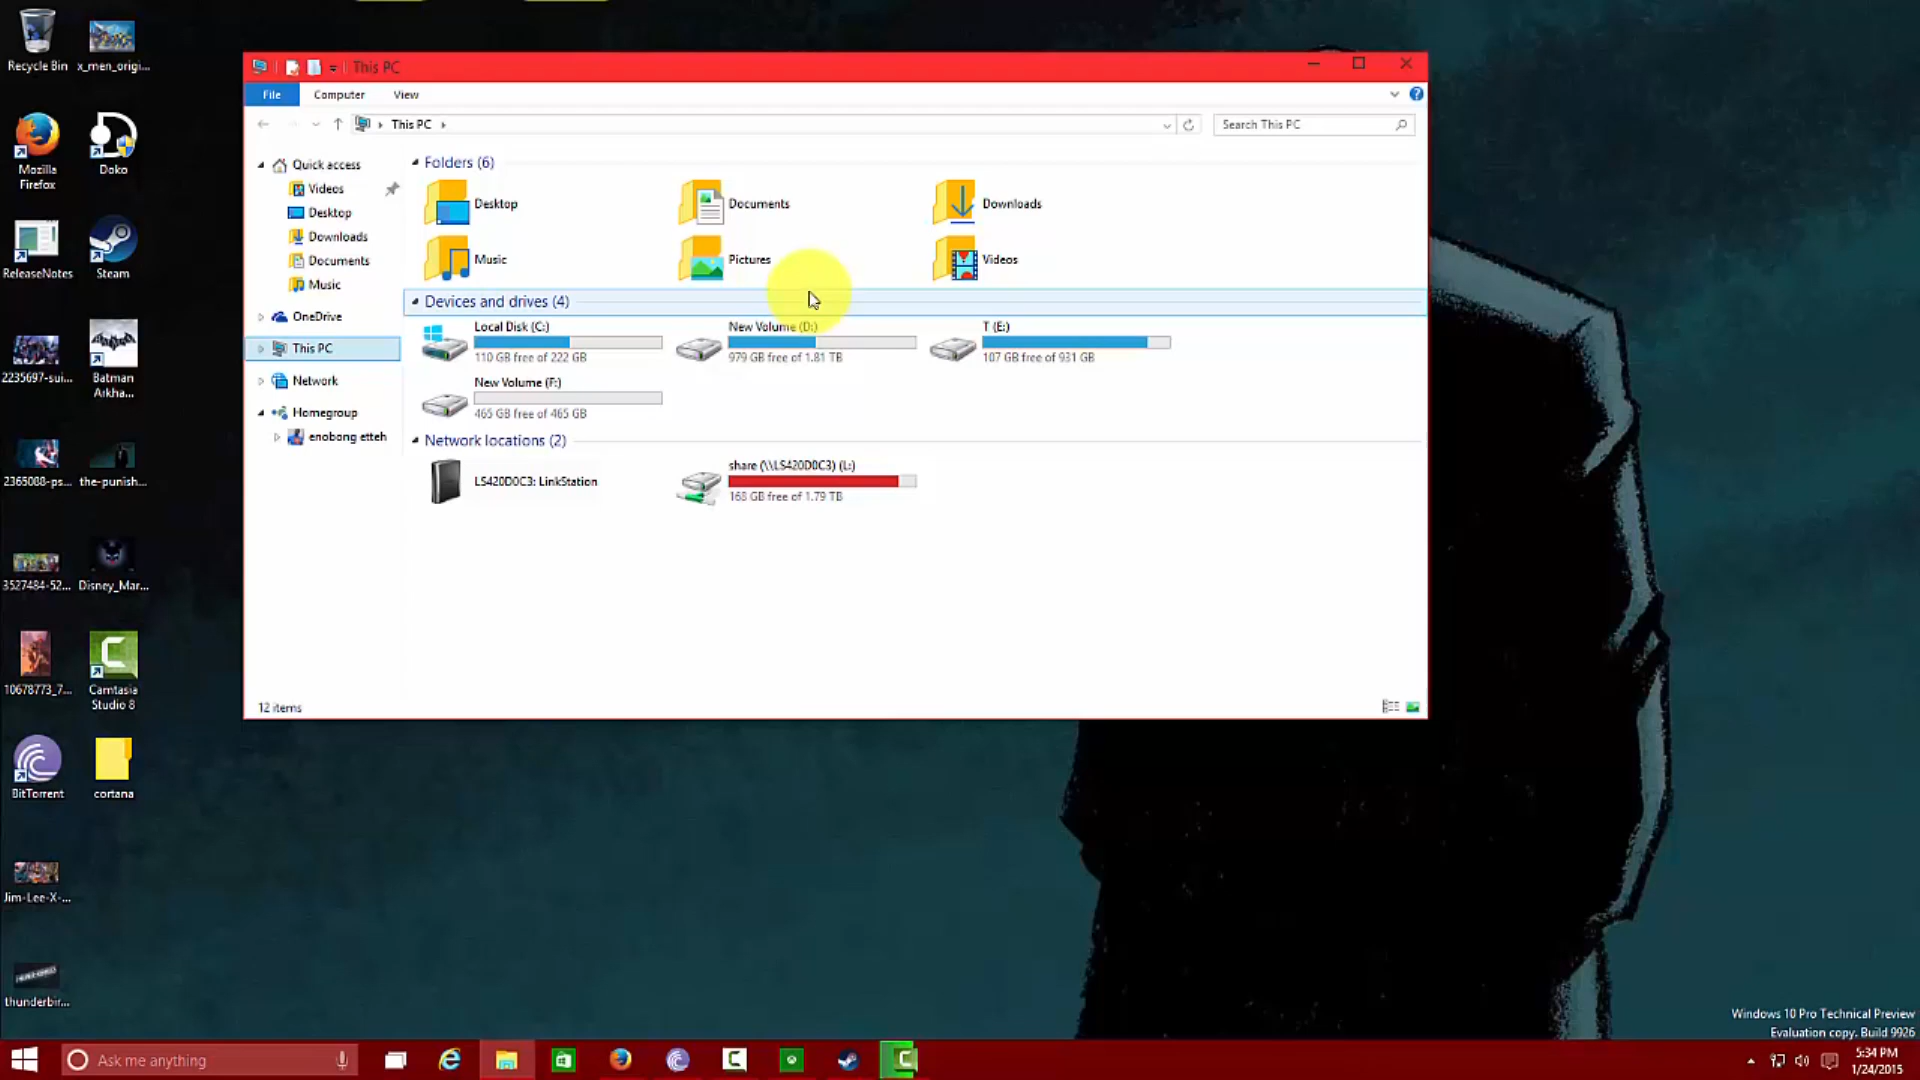 Recycle Bin
x_men_origi...
Mozilla
Firefox
Doko
ReleaseNotes
Steam
2235697-sui...
Batman
Arkha...
2365088-ps...
the-punish...
3527484-52...
Disney_Mar...
10678773_7...
Camtasia
Studio 8
BitTorrent
cortana
Jim-Lee-X-...
thunderbir...
This PC
File
Computer
View
This PC
Search This PC
Quick access
Videos
Desktop
Downloads
Documents
Music
OneDrive
This PC
Network
Homegroup
enobong etteh
Folders (6)
Desktop
Documents
Downloads
Music
Pictures
Videos
Devices and drives (4)
Local Disk (C:)
110 GB free of 222 GB
New Volume (D:)
979 GB free of 1.81 TB
T (E:)
107 GB free of 931 GB
New Volume (F:)
465 GB free of 465 GB
Network locations (2)
LS420D0C3: LinkStation
share (\\LS420D0C3) (L:)
168 GB free of 1.79 TB
12 items
Windows 10 Pro Technical Preview
Evaluation copy. Build 9926
Ask me anything
5:34 PM
1/24/2015